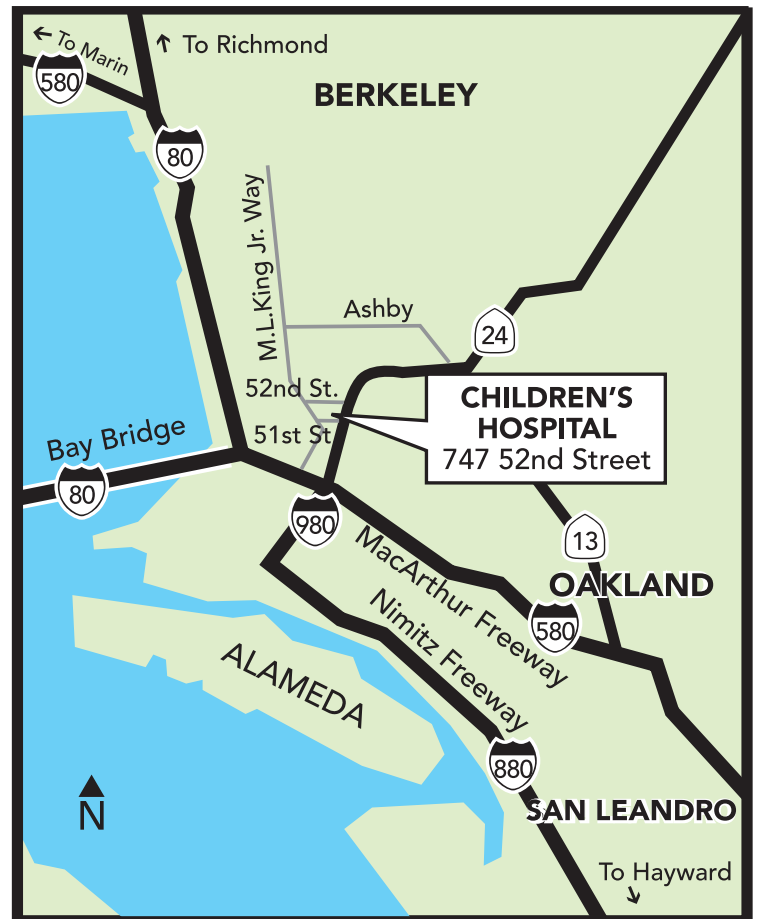 To Marin
To Richmond
580
BERKELEY
80
M.L.King Jr. Way
Ashby
24
52nd St.
CHILDREN'S
HOSPITAL
747 52nd Street
51st St
Bay Bridge
80
980
13
MacArthur Freeway
OAKLAND
580
Nimitz Freeway
ALAMEDA
880
N
SAN LEANDRO
To Hayward